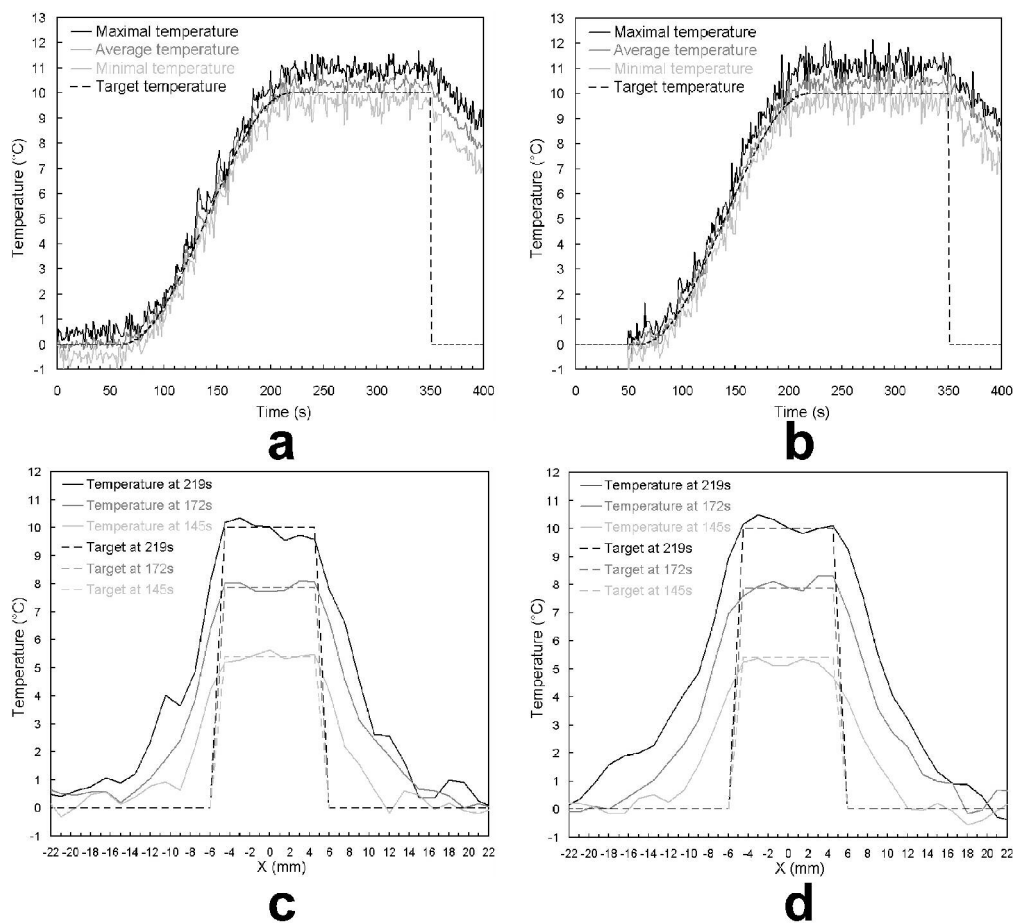 13
12
11
10
9
8
7
6
5
4
3
2
1
0
-1
Temperature (°C)
Maximal temperature
Average temperature
Minimal temperature
Target temperature
0 50 100 150 200 250 300 350 400
Time (s)
a
13
12
11
10
9
8
7
6
5
4
3
2
1
0
-1
Temperature (°C)
Maximal temperature
Average temperature
Minimal temperature
Target temperature
0 50 100 150 200 250 300 350 400
Time (s)
b
12
11
10
9
8
7
6
5
4
3
2
1
0
-1
Temperature (°C)
Temperature at 219s
Temperature at 172s
Temperature at 145s
Target at 219s
Target at 172s
Target at 145s
-22 -20 -18 -16 -14 -12 -10 -8 -6 -4 -2 0 2 4 6 8 10 12 14 16 18 20 22
X (mm)
c
12
11
10
9
8
7
6
5
4
3
2
1
0
-1
Temperature (°C)
Temperature at 219s
Temperature at 172s
Temperature at 145s
Target at 219s
Target at 172s
Target at 145s
-22 -20 -18 -16 -14 -12 -10 -8 -6 -4 -2 0 2 4 6 8 10 12 14 16 18 20 22
X (mm)
d